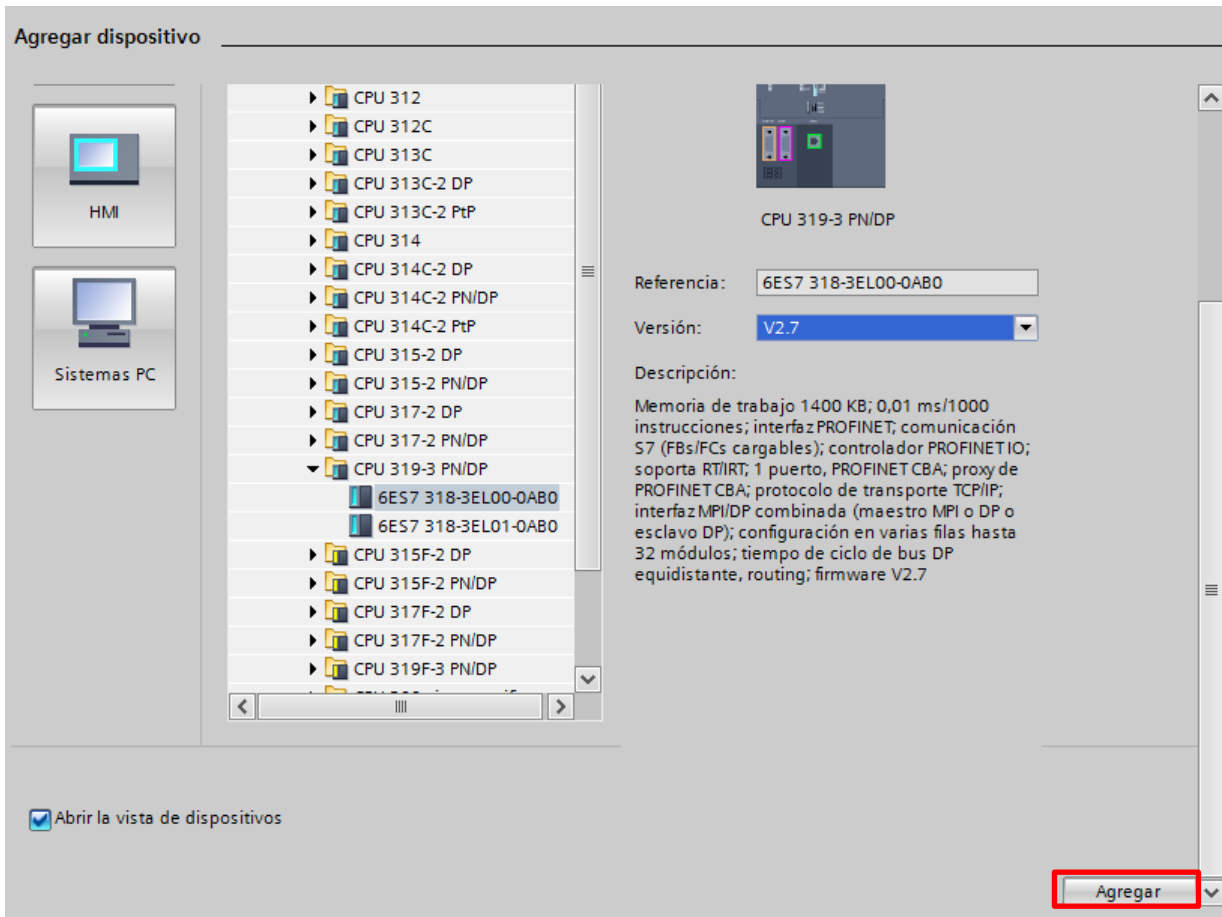 Agregar dispositivo
HMI
Sistemas PC
CPU 312
CPU 312C
CPU 313C
CPU 313C-2 DP
CPU 313C-2 PtP
CPU 314
CPU 314C-2 DP
CPU 314C-2 PN/DP
CPU 314C-2 PtP
CPU 315-2 DP
CPU 315-2 PN/DP
CPU 317-2 DP
CPU 317-2 PN/DP
CPU 319-3 PN/DP
6ES7 318-3EL00-0AB0
6ES7 318-3EL01-0AB0
CPU 315F-2 DP
CPU 315F-2 PN/DP
CPU 317F-2 DP
CPU 317F-2 PN/DP
CPU 319F-3 PN/DP
CPU 319-3 PN/DP
Referencia: 6ES7 318-3EL00-0AB0
Versión: V2.7
Descripción:
Memoria de trabajo 1400 KB; 0,01 ms/1000
instrucciones; interfaz PROFINET; comunicación
S7 (FBs/FCs cargables); controlador PROFINET IO;
soporta RT/IRT; 1 puerto, PROFINET CBA; proxy de
PROFINET CBA; protocolo de transporte TCP/IP;
interfaz MPI/DP combinada (maestro MPI o DP o
esclavo DP); configuración en varias filas hasta
32 módulos; tiempo de ciclo de bus DP
equidistante, routing; firmware V2.7
Abrir la vista de dispositivos
Agregar